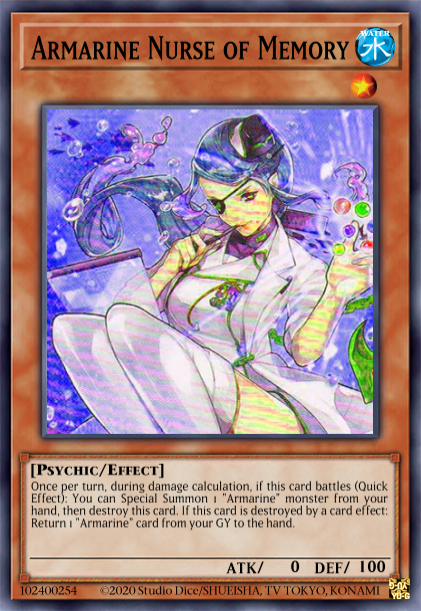 Armarine Nurse of Memory
WATER
水
[Psychic/Effect]
Once per turn, during damage calculation, if this card battles (Quick
Effect): You can Special Summon 1 "Armarine" monster from your
hand, then destroy this card. If this card is destroyed by a card effect:
Return 1 "Armarine" card from your GY to the hand.
ATK/ 0 DEF/ 100
102400254 ©2020 Studio Dice/SHUEISHA, TV TOKYO, KONAMI